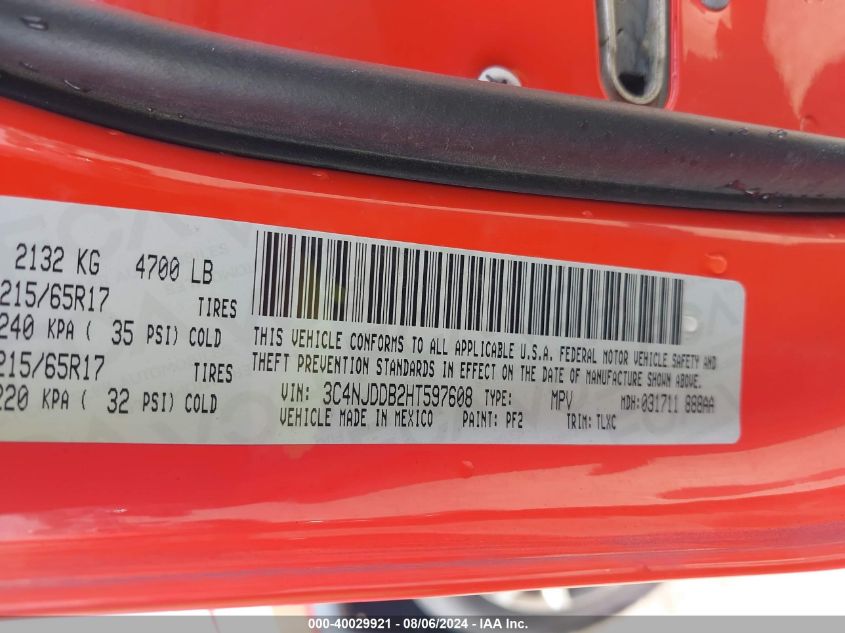 2132 KG 4700 LB
215/65R17 TIRES
240 KPA ( 35 PSI) COLD
215/65R17 TIRES
220 KPA ( 32 PSI) COLD
THIS VEHICLE CONFORMS TO ALL APPLICABLE U.S.A. FEDERAL MOTOR VEHICLE SAFETY AND
THEFT PREVENTION STANDARDS IN EFFECT ON THE DATE OF MANUFACTURE SHOWN ABOVE.
VIN: 3C4NJDDB2HT597608 TYPE: MPV MDH:031711 888AA
VEHICLE MADE IN MEXICO PAINT: PF2 TRIM: TLXC
000-40029921 - 08/06/2024 - IAAI.com